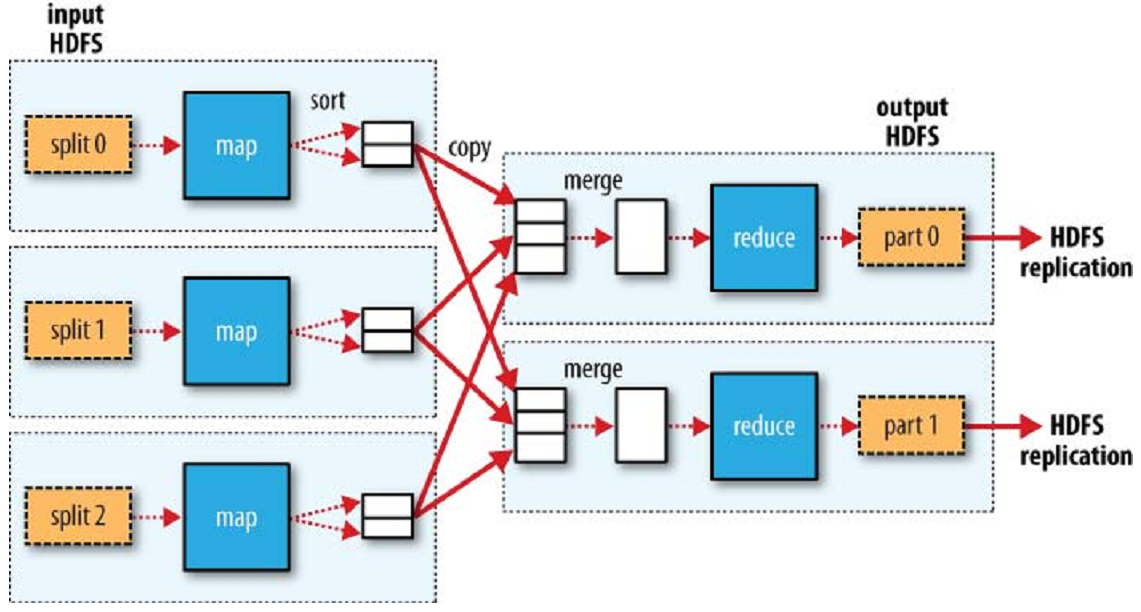 input
HDFS
split 0
map
sort
copy
split 1
map
split 2
map
output
HDFS
merge
reduce
part 0
HDFS
replication
merge
reduce
part 1
HDFS
replication